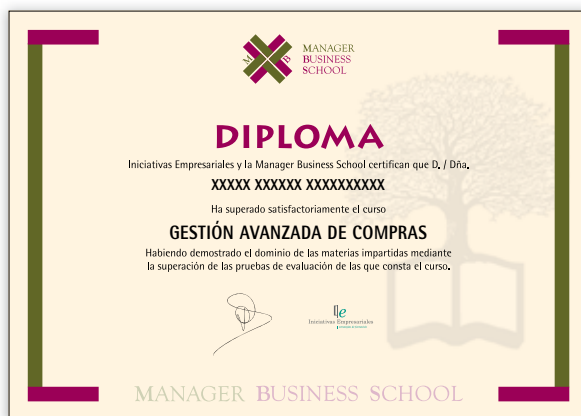 M B
MANAGER
BUSINESS
SCHOOL
DIPLOMA
Iniciativas Empresariales y la Manager Business School certifican que D. / Dña.
XXXXX XXXXXX XXXXXXXXXX
Ha superado satisfactoriamente el curso
GESTIÓN AVANZADA DE COMPRAS
Habiendo demostrado el dominio de las materias impartidas mediante
la superación de las pruebas de evaluación de las que consta el curso.
Iniciativas Empresariales
MANAGER BUSINESS SCHOOL